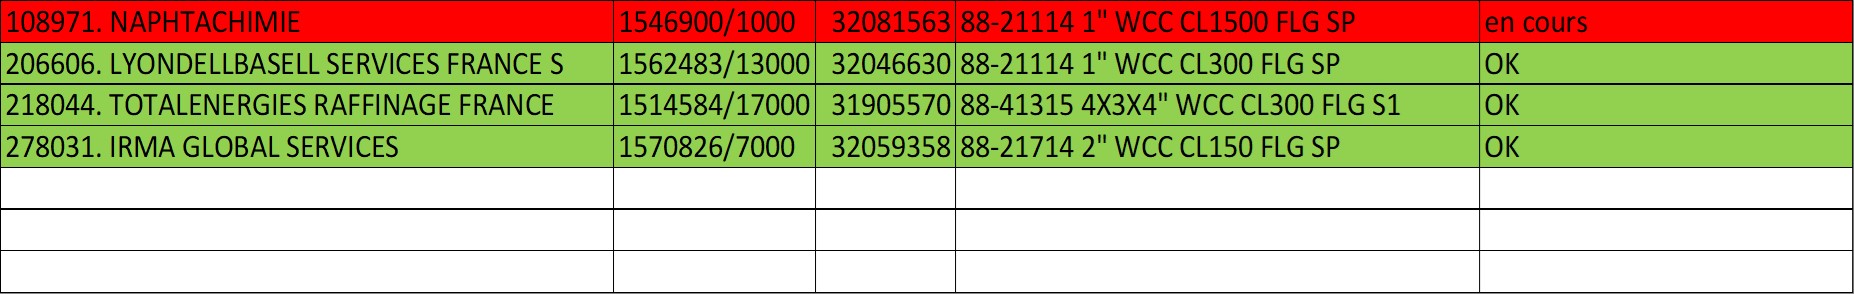 108971. NAPHTACHIMIE 1546900/1000 32081563 88-21114 1" WCC CL1500 FLG SP en cours
206606. LYONDELLBASELL SERVICES FRANCE S 1562483/13000 32046630 88-21114 1" WCC CL300 FLG SP OK
218044. TOTALENERGIES RAFFINAGE FRANCE 1514584/17000 31905570 88-41315 4X3X4" WCC CL300 FLG S1 OK
278031. IRMA GLOBAL SERVICES 1570826/7000 32059358 88-21714 2" WCC CL150 FLG SP OK